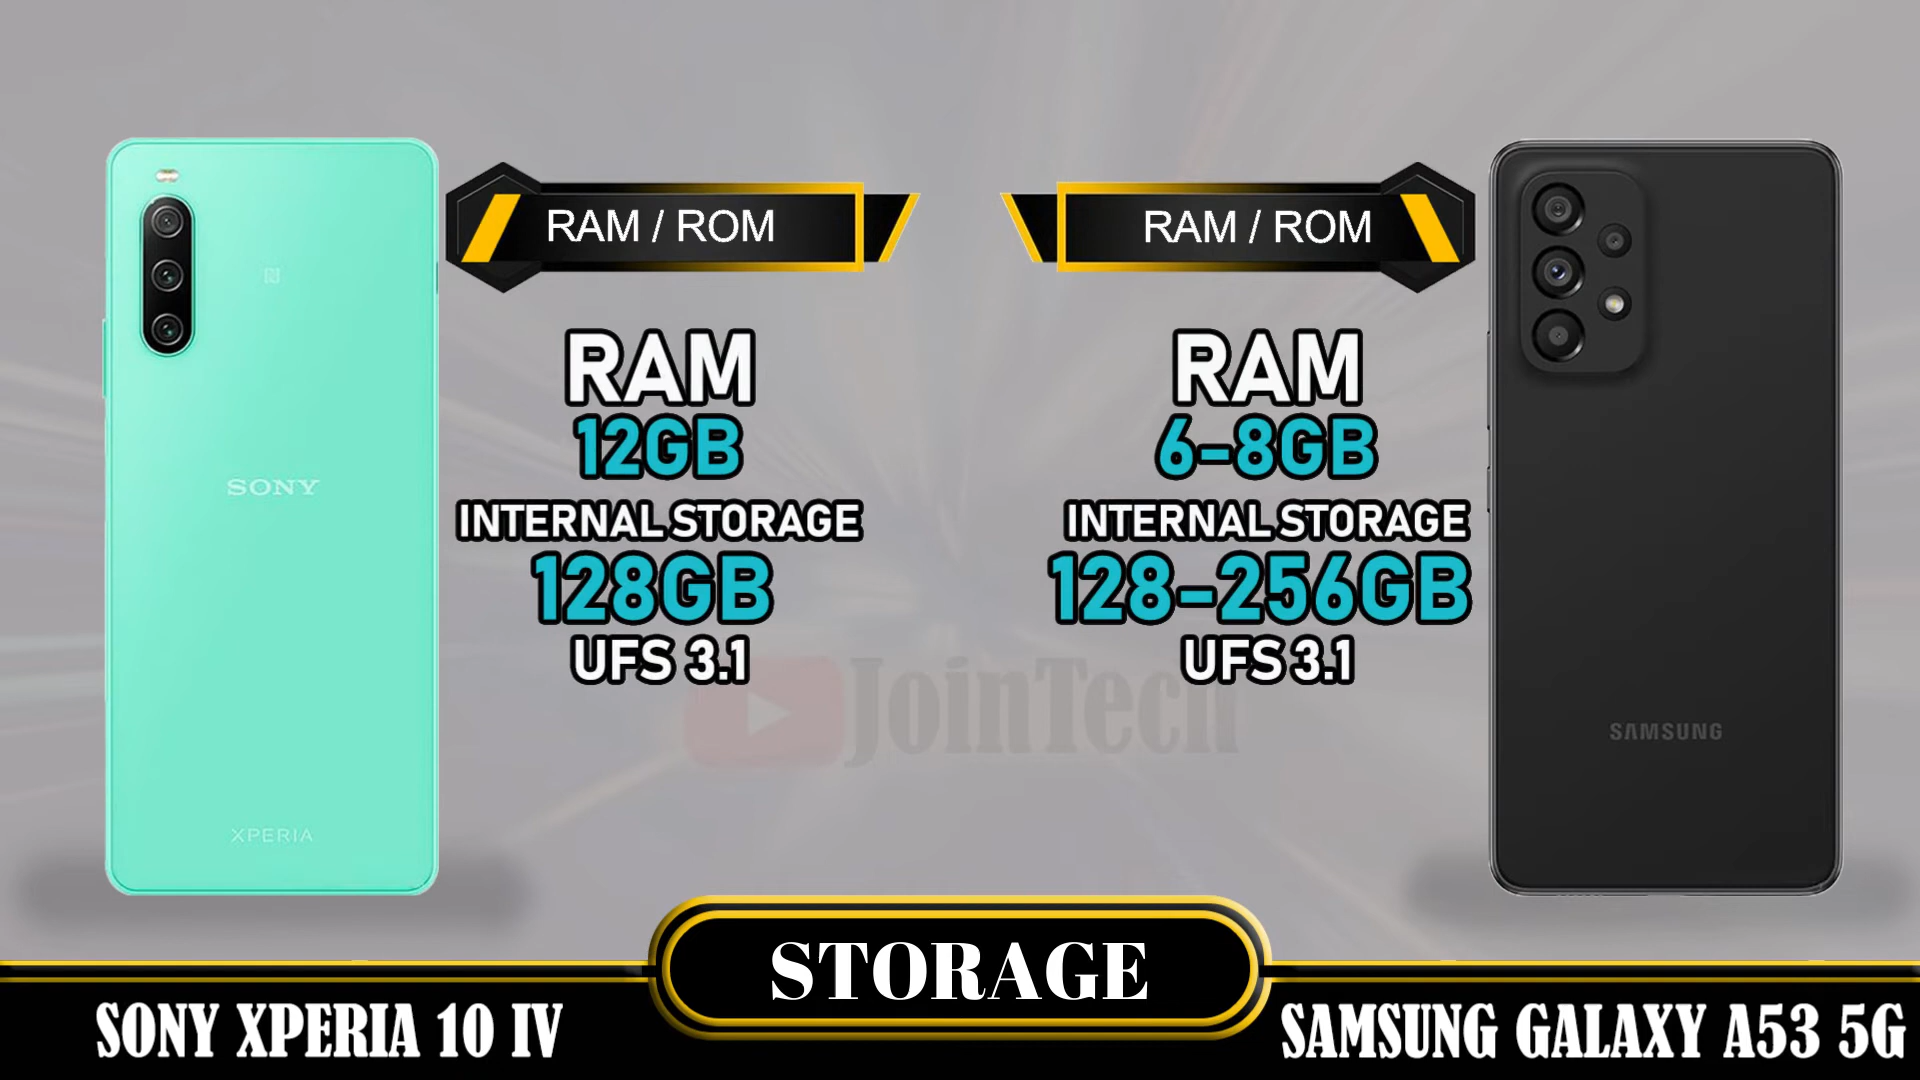 RAM / ROM
RAM
12GB
INTERNAL STORAGE
128GB
UFS 3.1
RAM / ROM
RAM
6-8GB
INTERNAL STORAGE
128-256GB
UFS 3.1
SONY
XPERIA
SAMSUNG
JoinTech
STORAGE
SONY XPERIA 10 IV
SAMSUNG GALAXY A53 5G